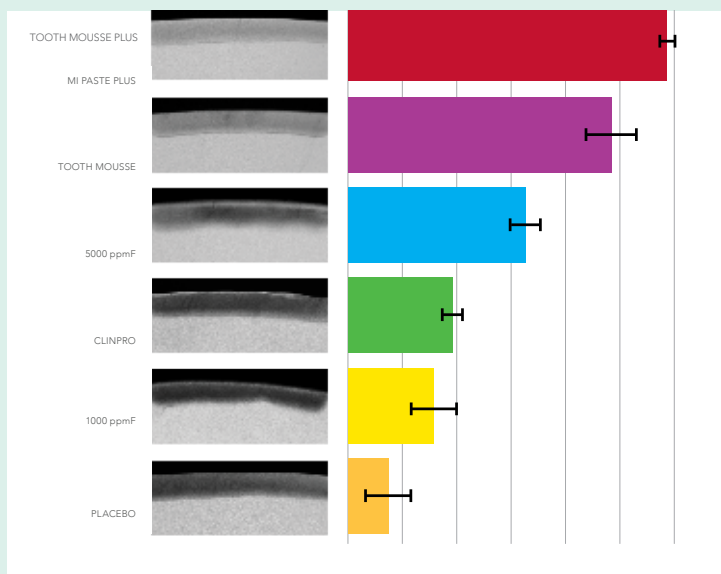 TOOTH MOUSSE PLUS
MI PASTE PLUS
TOOTH MOUSSE
5000 ppmF
CLINPRO
1000 ppmF
PLACEBO